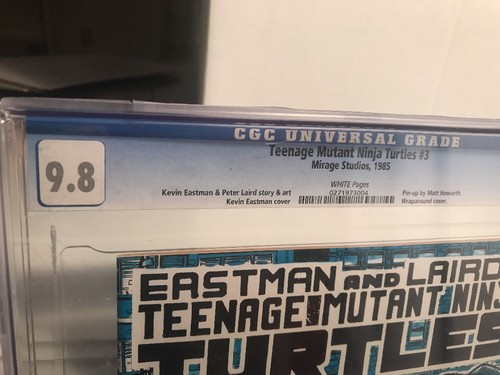 CGC UNIVERSAL GRADE
Teenage Mutant Ninja Turtles #3
Mirage Studios, 1985
9.8
WHITE Pages
Kevin Eastman & Peter Laird story & art
0271973004
Pin-up by Matt Howarth.
Kevin Eastman cover
Wraparound cover.
EASTMAN AND LAIRD
TEENAGE MUTANT NIN
TURTLES